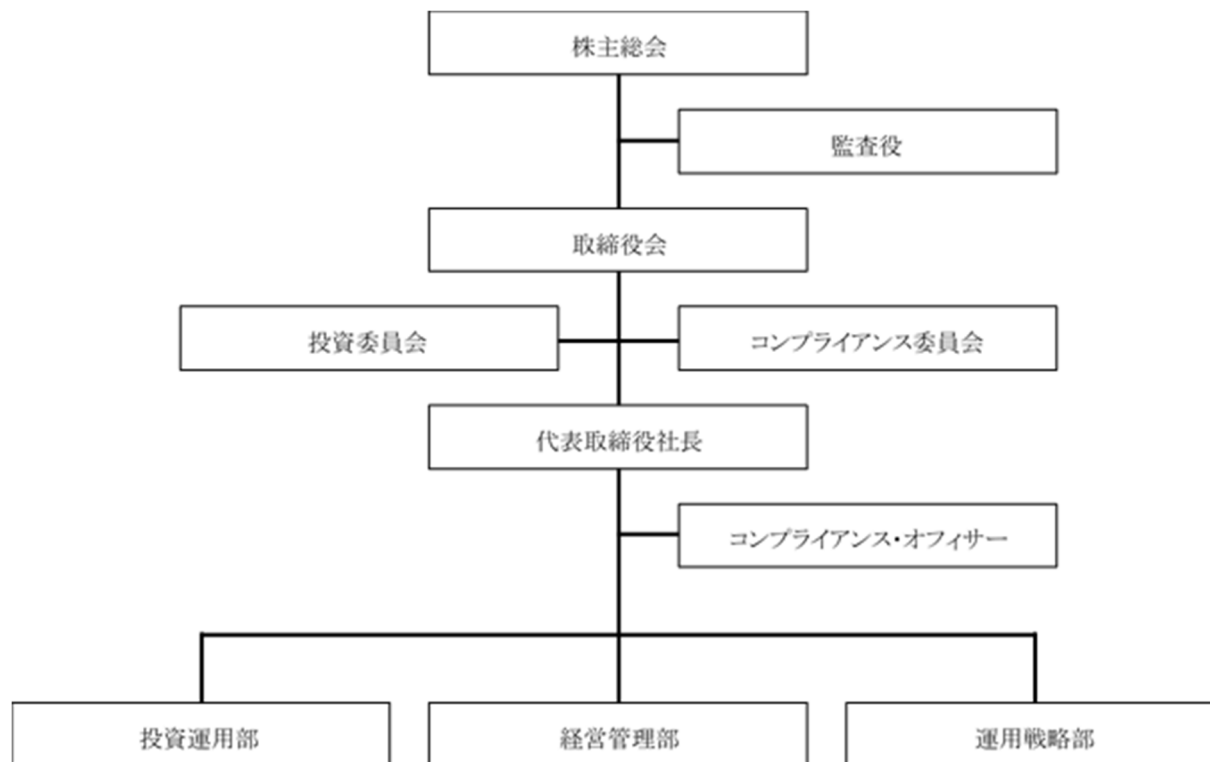 株主総会
監査役
取締役会
投資委員会
コンプライアンス委員会
代表取締役社長
コンプライアンス・オフィサー
投資運用部
経営管理部
運用戦略部